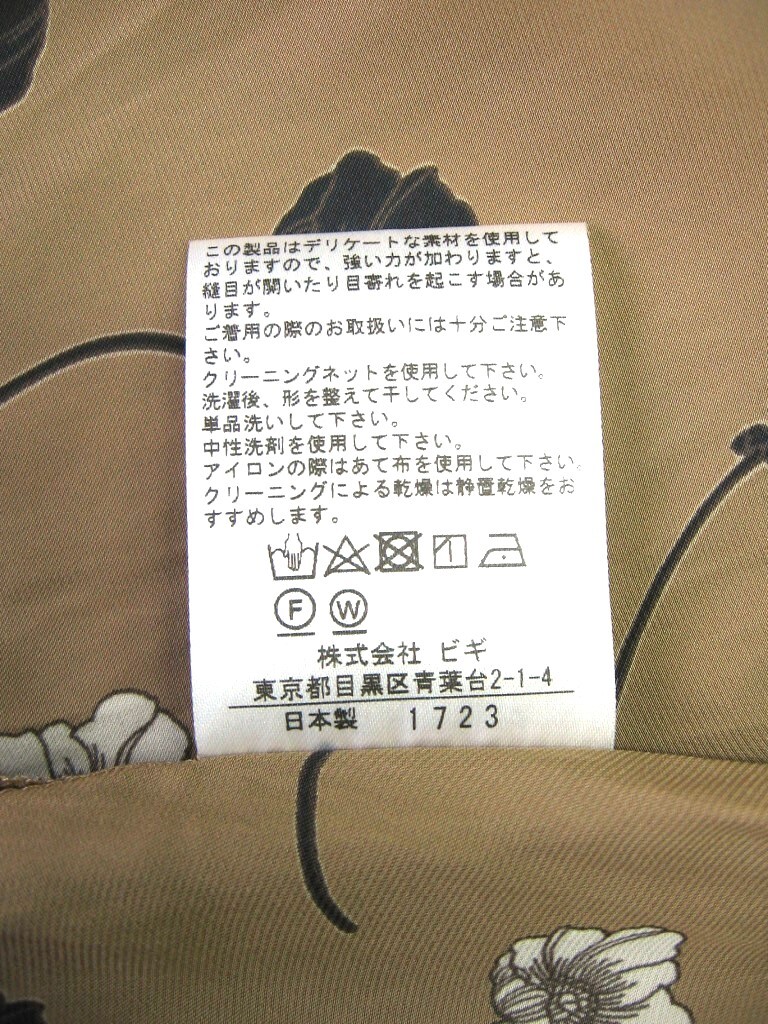 この製品はデリケートな素材を使用して
おりますので、強い力が加わりますと、
縫目が開いたり目寄れを起こす場合があ
ります。
ご着用の際のお取扱いには十分ご注意下
さい。
クリーニングネットを使用して下さい。
洗濯後、形を整えて干してください。
単品洗いして下さい。
中性洗剤を使用して下さい。
アイロンの際はあて布を使用して下さい。
クリーニングによる乾燥は静置乾燥をお
すすめします。
F W
株式会社 ビギ
東京都目黒区青葉台2-1-4
日本製 1723